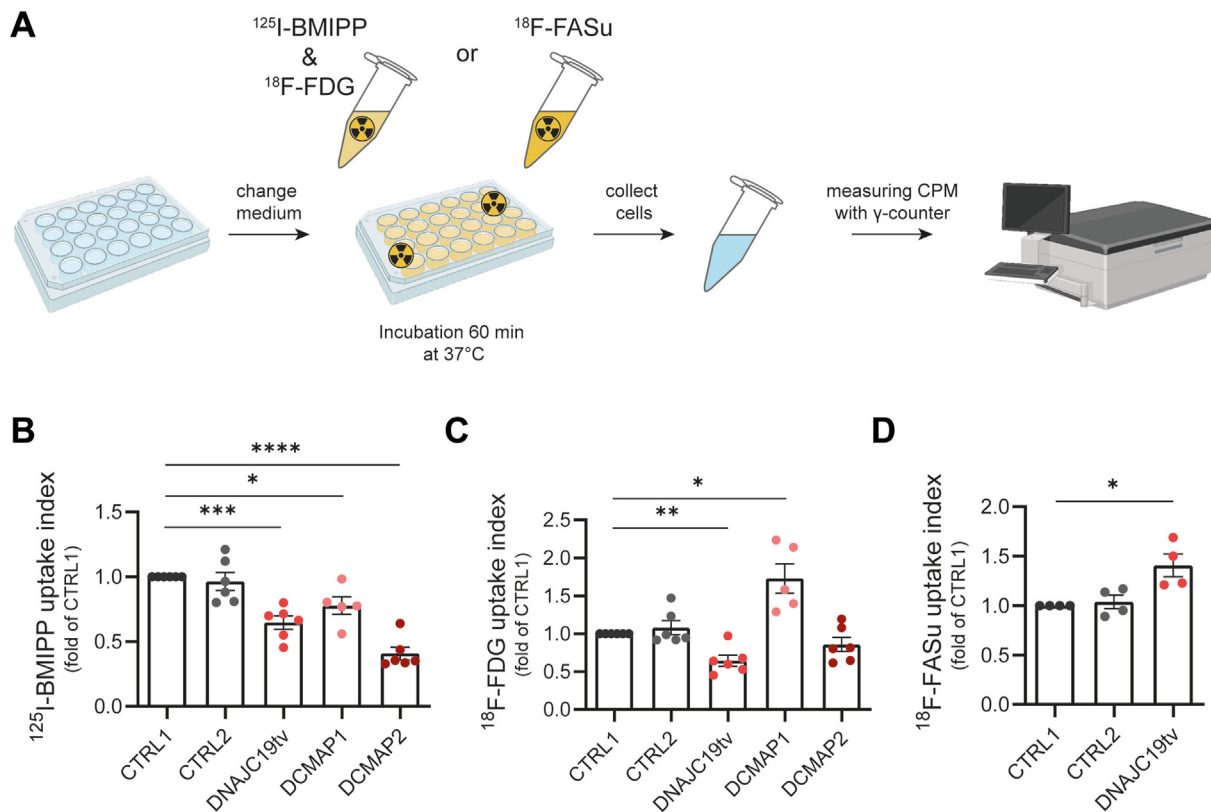 A
¹²⁵I-BMIPP
&
¹⁸F-FDG
or
¹⁸F-FASu
change
medium
Incubation 60 min
at 37°C
collect
cells
measuring CPM
with γ-counter
B
¹²⁵I-BMIPP uptake index
(fold of CTRL1)
1.5
1.0
0.5
0.0
****
*
***
CTRL1
CTRL2
DNAJC19tv
DCMAP1
DCMAP2
C
¹⁸F-FDG uptake index
(fold of CTRL1)
2.5
2.0
1.5
1.0
0.5
0.0
*
**
CTRL1
CTRL2
DNAJC19tv
DCMAP1
DCMAP2
D
¹⁸F-FASu uptake index
(fold of CTRL1)
2.0
1.5
1.0
0.5
0.0
*
CTRL1
CTRL2
DNAJC19tv